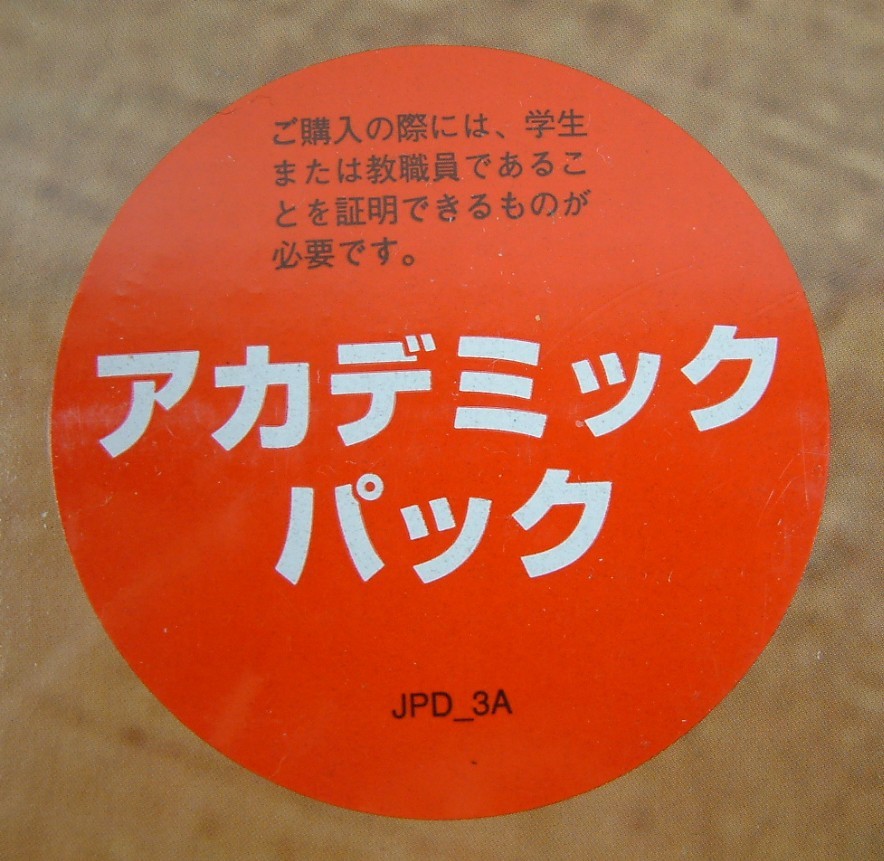 ご購入の際には、学生
または教職員であるこ
とを証明できるものが
必要です。
アカデミック
パック
JPD_3A